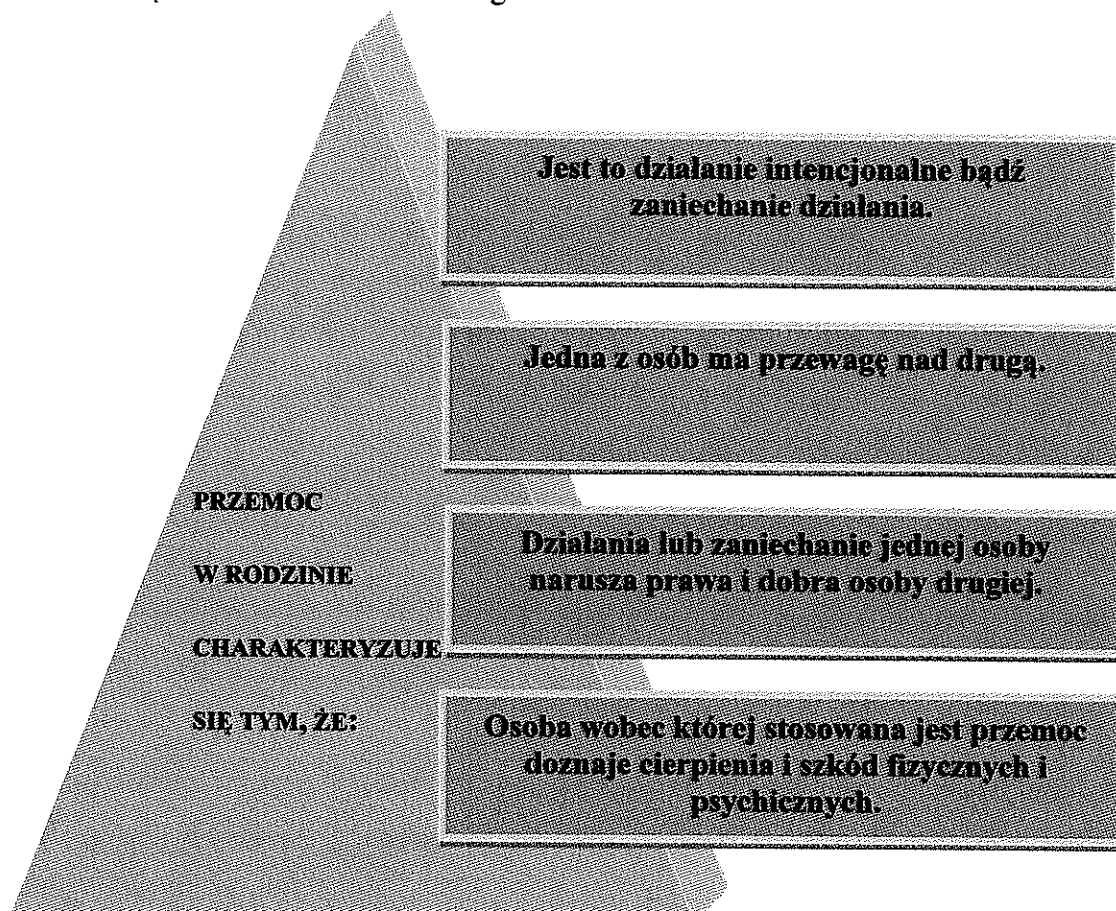 Jest to działanie intencjonalne bądź
zaniechanie działania.
Jedna z osób ma przewagę nad drugą.
PRZEMOC
W RODZINIE
CHARAKTERYZUJE
SIĘ TYM, ŻE:
Działania lub zaniechanie jednej osoby
narusza prawa i dobra osoby drugiej.
Osoba wobec której stosowana jest przemoc
doznaje cierpienia i szkód fizycznych i
psychicznych.